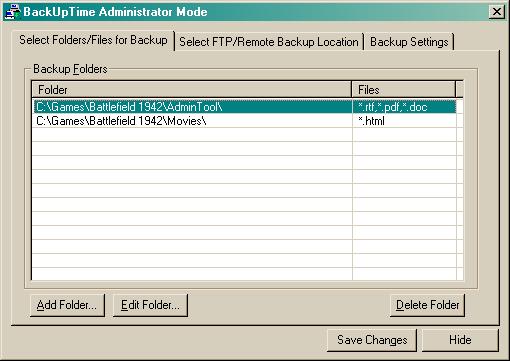 BackUpTime Administrator Mode
Select Folders/Files for Backup Select FTP/Remote Backup Location Backup Settings
Backup Folders
Folder Files
C:\Games\Battlefield 1942\AdminTool\ *.rtf,*.pdf,*.doc
C:\Games\Battlefield 1942\Movies\ *.html
Add Folder... Edit Folder... Delete Folder
Save Changes Hide